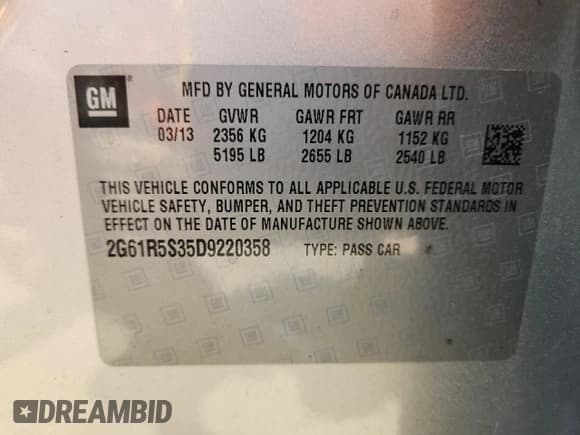 GM
MFD BY GENERAL MOTORS OF CANADA LTD.
DATE GVWR GAWR FRT GAWR RR
03/13 2356 KG 1204 KG 1152 KG
5195 LB 2655 LB 2540 LB
THIS VEHICLE CONFORMS TO ALL APPLICABLE U.S. FEDERAL MOTOR
VEHICLE SAFETY, BUMPER, AND THEFT PREVENTION STANDARDS IN
EFFECT ON THE DATE OF MANUFACTURE SHOWN ABOVE.
2G61R5S35D9220358 TYPE: PASS CAR
DREAMBID